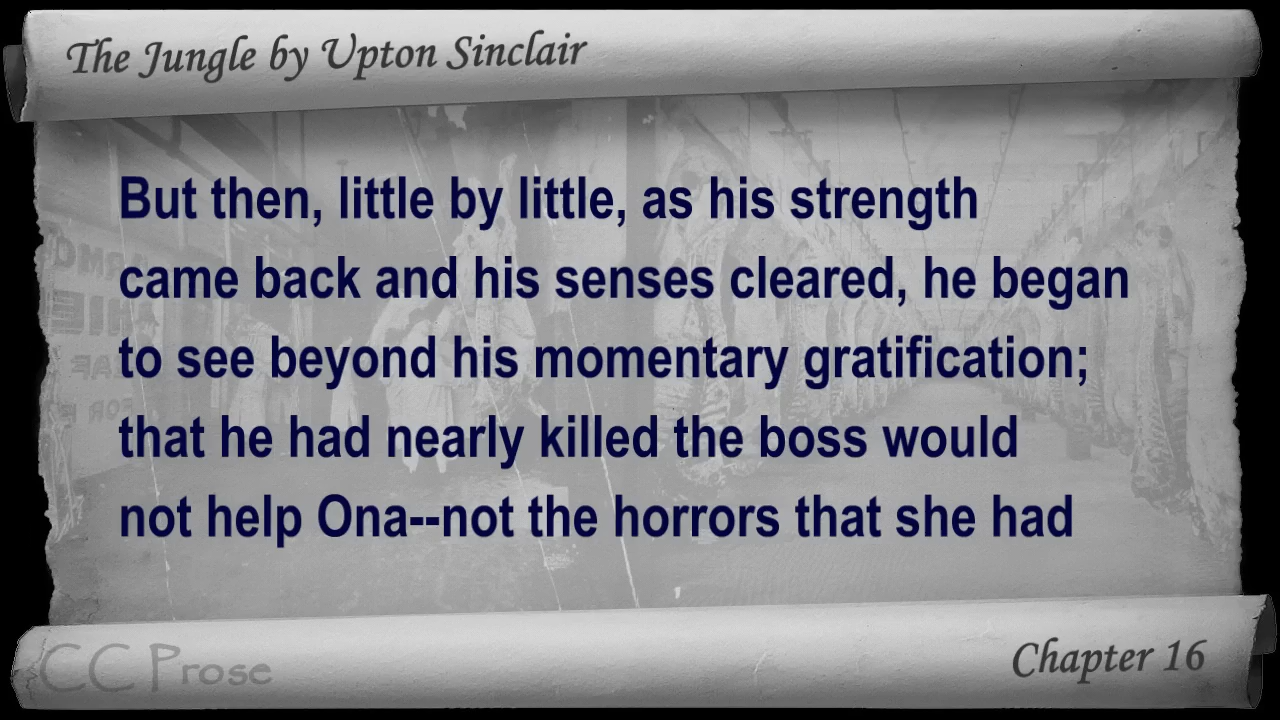 The Jungle by Upton Sinclair
But then, little by little, as his strength
came back and his senses cleared, he began
to see beyond his momentary gratification;
that he had nearly killed the boss would
not help Ona--not the horrors that she had
CC Prose
Chapter 16